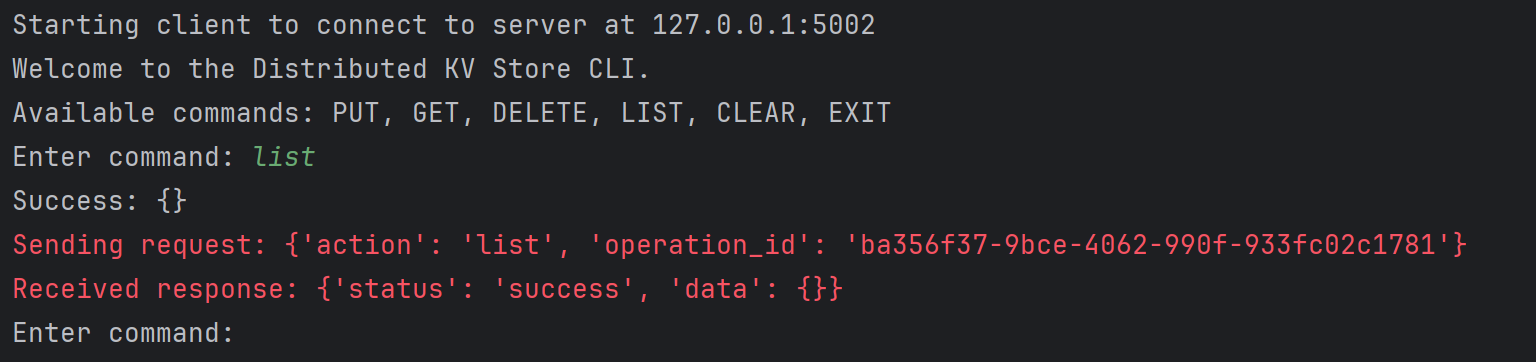 Starting client to connect to server at 127.0.0.1:5002
Welcome to the Distributed KV Store CLI.
Available commands: PUT, GET, DELETE, LIST, CLEAR, EXIT
Enter command: list
Success: {}
Sending request: {'action': 'list', 'operation_id': 'ba356f37-9bce-4062-990f-933fc02c1781'}
Received response: {'status': 'success', 'data': {}}
Enter command: